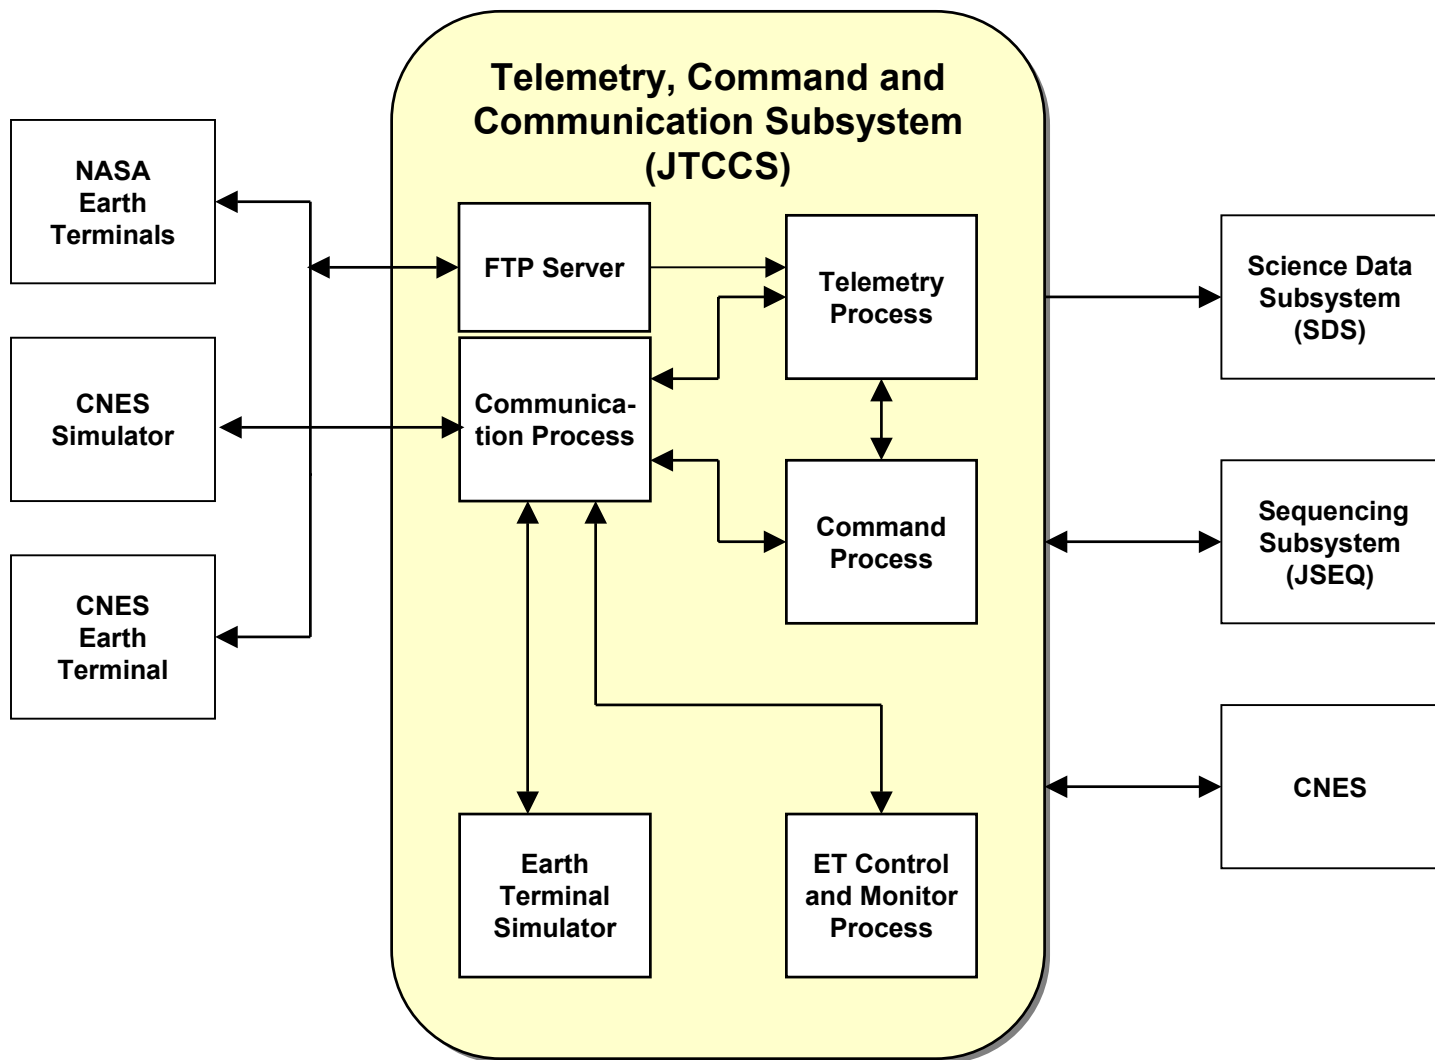 Telemetry, Command and
Communication Subsystem
(JTCCS)
NASA
Earth
Terminals
CNES
Simulator
CNES
Earth
Terminal
FTP Server
Communica-
tion Process
Telemetry
Process
Command
Process
Earth
Terminal
Simulator
ET Control
and Monitor
Process
Science Data
Subsystem
(SDS)
Sequencing
Subsystem
(JSEQ)
CNES